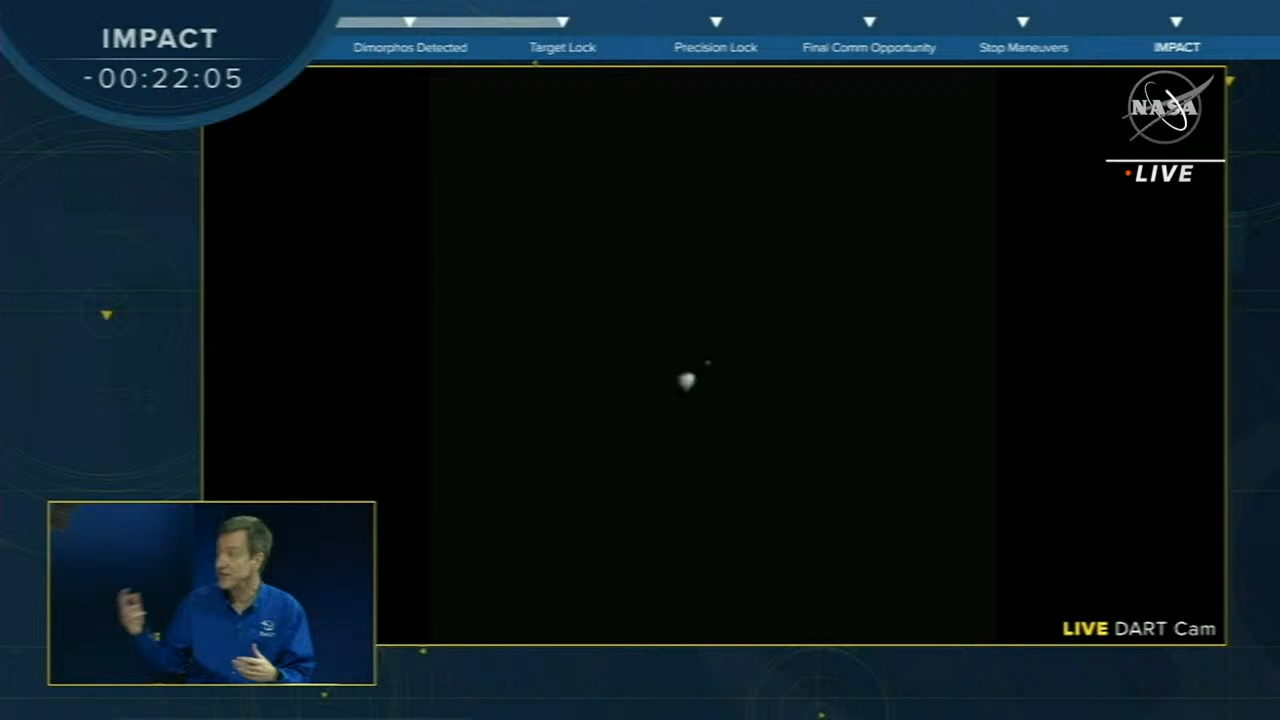 IMPACT
-00:22:05
Dimorphos Detected
Target Lock
Precision Lock
Final Comm Opportunity
Stop Maneuvers
IMPACT
NASA
LIVE
LIVE DART Cam